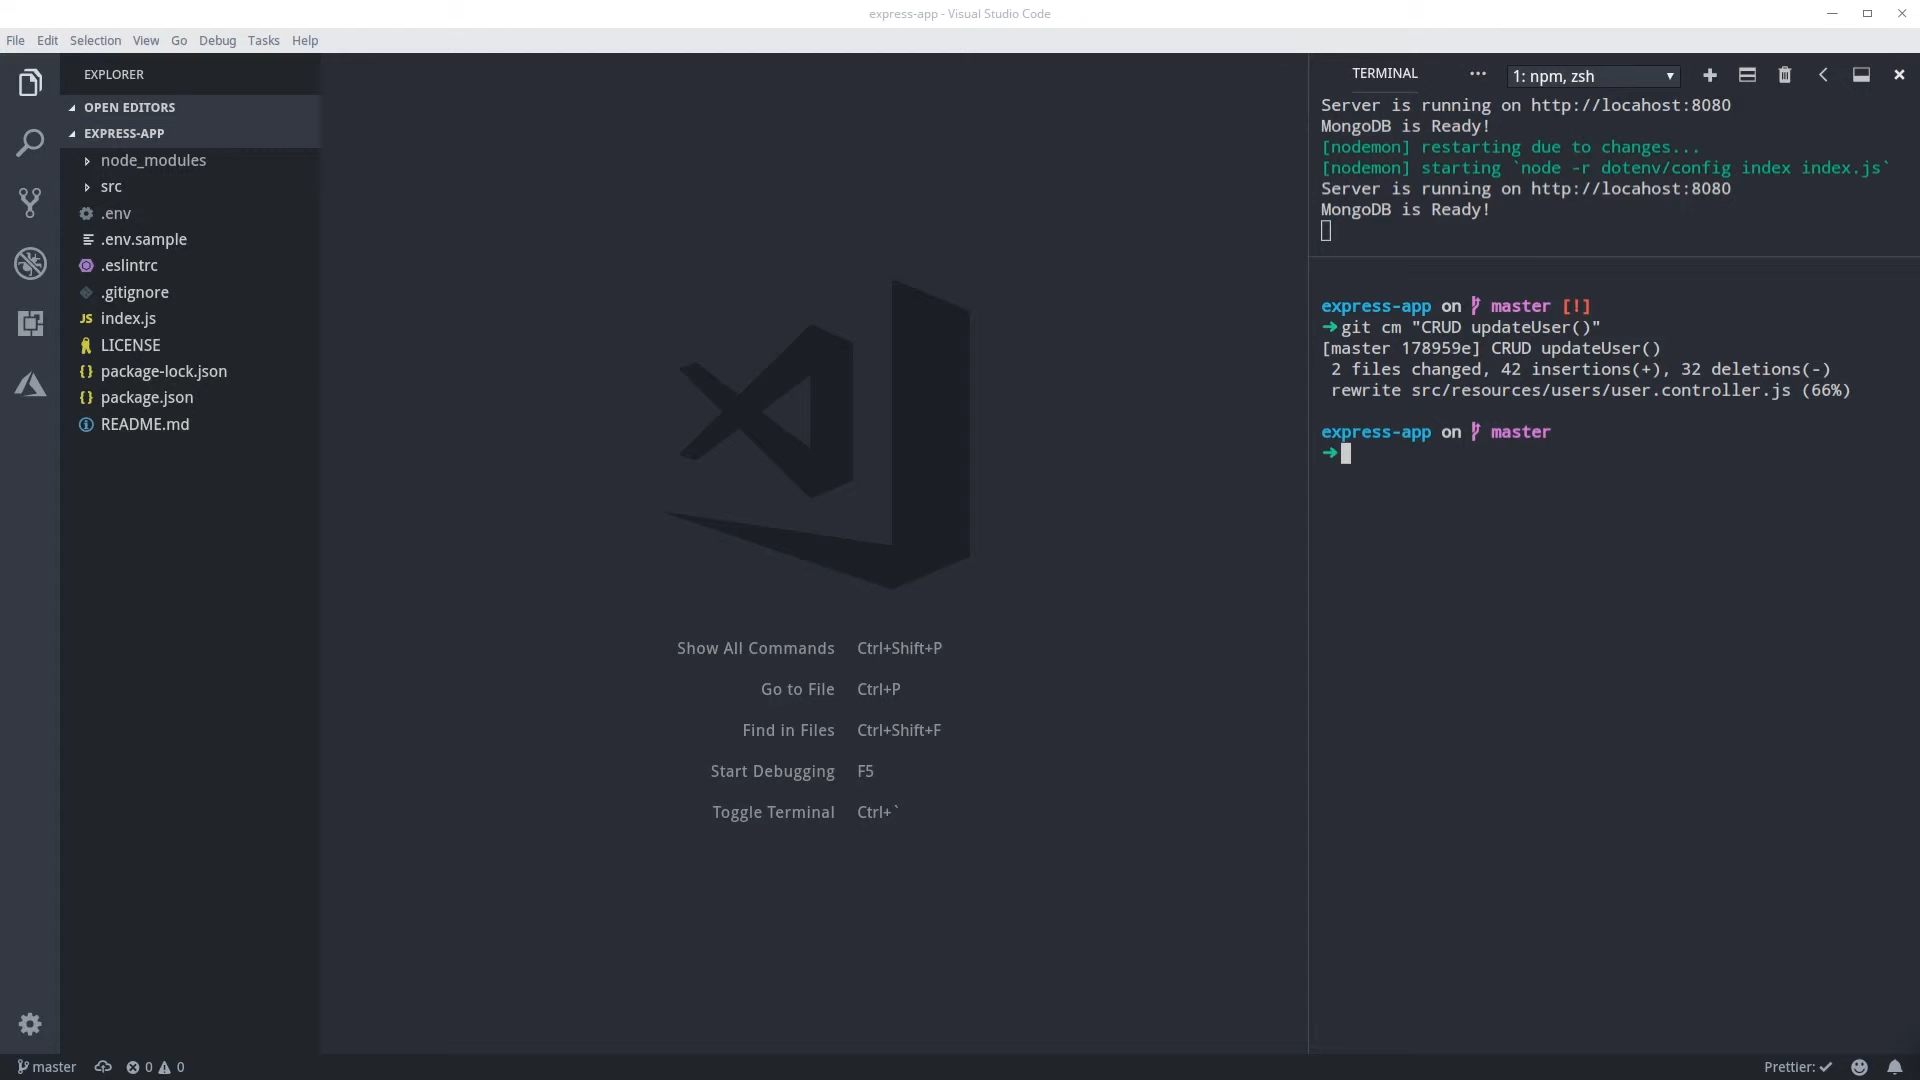 express-app - Visual Studio Code
File Edit Selection View Go Debug Tasks Help
EXPLORER
OPEN EDITORS
EXPRESS-APP
node_modules
src
.env
.env.sample
.eslintrc
.gitignore
JS index.js
LICENSE
{} package-lock.json
{} package.json
README.md
Show All Commands Ctrl+Shift+P
Go to File Ctrl+P
Find in Files Ctrl+Shift+F
Start Debugging F5
Toggle Terminal Ctrl+`
TERMINAL ••• 1: npm, zsh
Server is running on http://locahost:8080
MongoDB is Ready!
[nodemon] restarting due to changes...
[nodemon] starting `node -r dotenv/config index index.js`
Server is running on http://locahost:8080
MongoDB is Ready!
express-app on master [!]
➜ git cm "CRUD updateUser()"
[master 178959e] CRUD updateUser()
2 files changed, 42 insertions(+), 32 deletions(-)
rewrite src/resources/users/user.controller.js (66%)
express-app on master
➜
master 0 0 Prettier: ✓